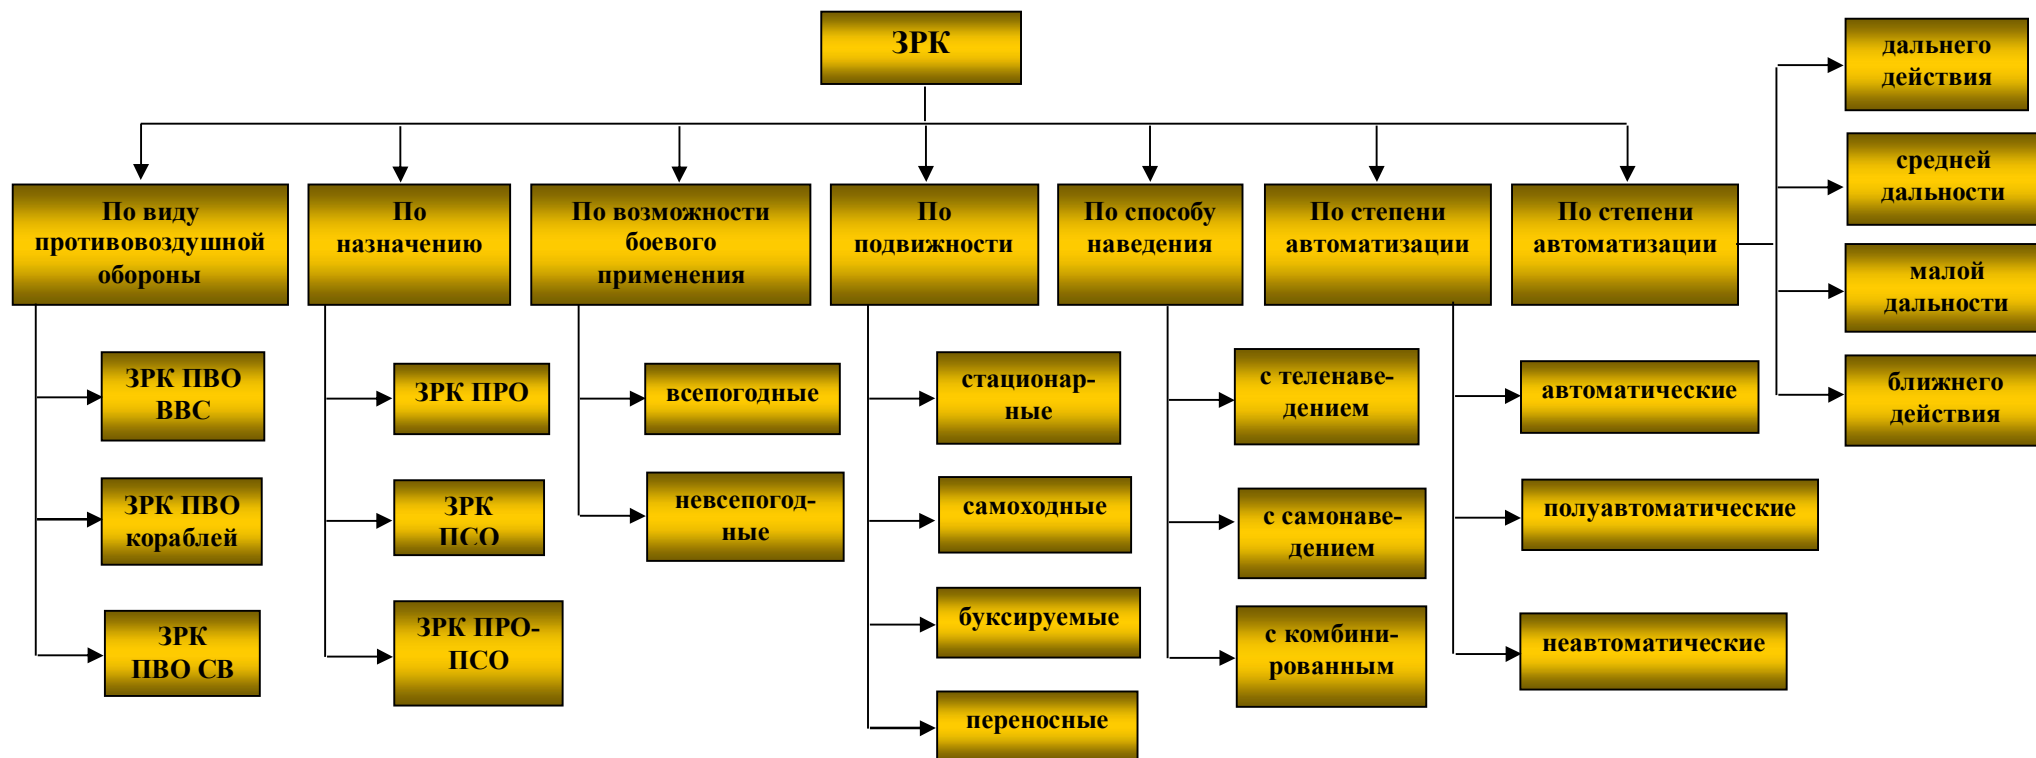 ЗРК
По виду
противовоздушной
обороны
По
назначению
По возможности
боевого
применения
По
подвижности
По способу
наведения
По степени
автоматизации
По степени
автоматизации
дальнего
действия
средней
дальности
малой
дальности
ближнего
действия
ЗРК ПВО
ВВС
ЗРК ПВО
кораблей
ЗРК
ПВО СВ
ЗРК ПРО
ЗРК
ПСО
ЗРК ПРО-
ПСО
всепогодные
невсепогод-
ные
стационар-
ные
самоходные
буксируемые
переносные
с теленаве-
дением
с самонаве-
дением
с комбини-
рованным
автоматические
полуавтоматические
неавтоматические